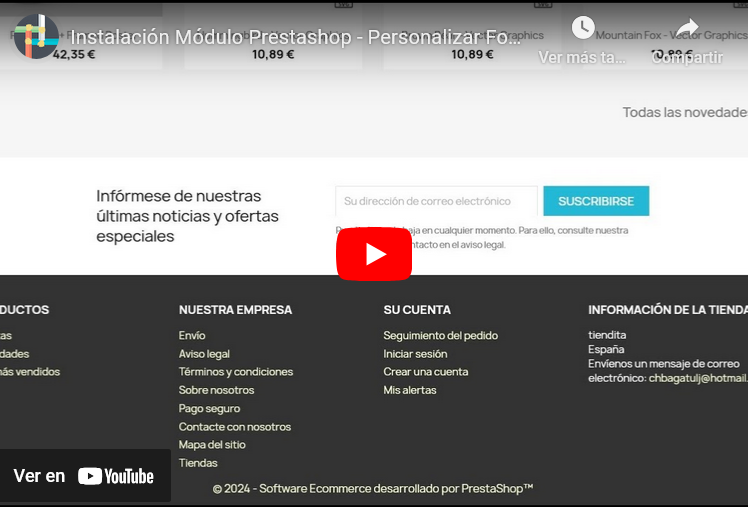 Instalación Módulo Prestashop - Personalizar Fo...
Mountain Fox - Vector Graphics
42,35 €
10,89 €
10,89 €
10,89 €
Ver más ta...
Compartir
Todas las novedade
Infórmese de nuestras
últimas noticias y ofertas
especiales
Su dirección de correo electrónico
SUSCRIBIRSE
baja en cualquier momento. Para ello, consulte nuestra
contacto en el aviso legal.
DUCTOS
as
dades
más vendidos
NUESTRA EMPRESA
Envío
Aviso legal
Términos y condiciones
Sobre nosotros
Pago seguro
Contacte con nosotros
Mapa del sitio
Tiendas
SU CUENTA
Seguimiento del pedido
Iniciar sesión
Crear una cuenta
Mis alertas
INFORMACIÓN DE LA TIENDA
tiendita
España
Envíenos un mensaje de correo
electrónico: chbagatulj@hotmail.
Ver en YouTube
© 2024 - Software Ecommerce desarrollado por PrestaShop™